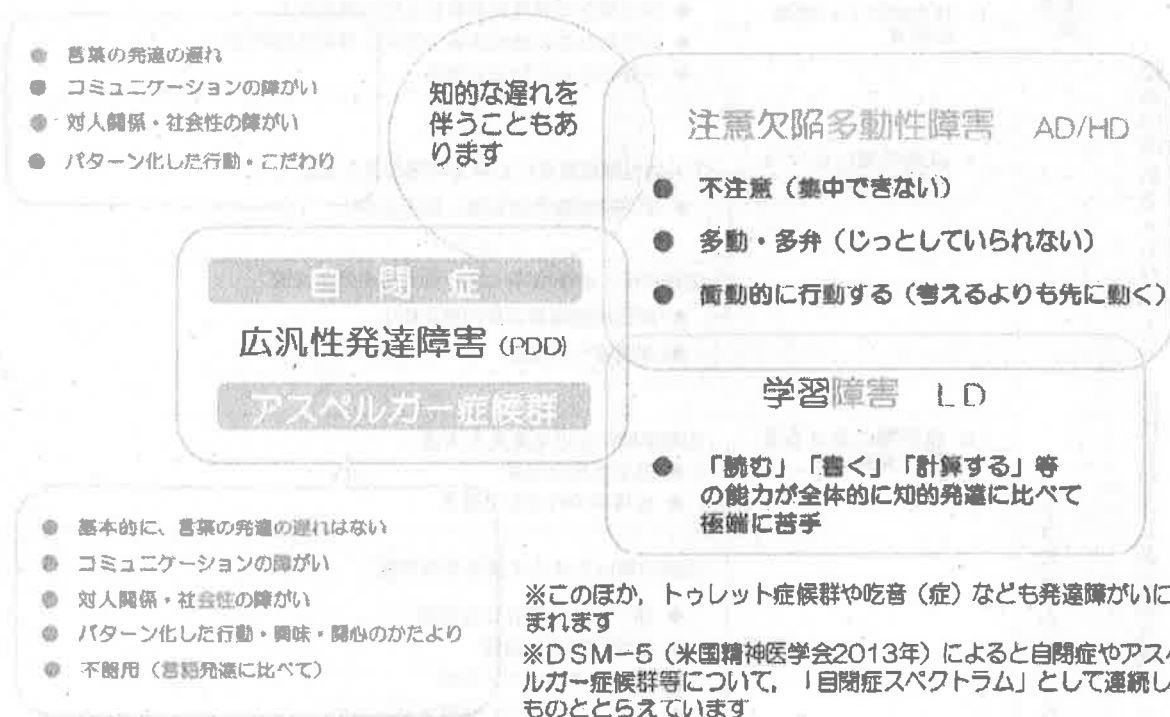 ● 言葉の発達の遅れ
● コミュニケーションの障がい
● 対人関係・社会性の障がい
● パターン化した行動・こだわり
知的な遅れを
伴うこともあ
ります
注意欠陥多動性障害 AD/HD
● 不注意（集中できない）
● 多動・多弁（じっとしていられない）
● 衝動的に行動する（考えるよりも先に動く）
自閉症
広汎性発達障害（PDD）
アスペルガー症候群
学習障害 LD
● 「読む」「書く」「計算する」等
の能力が全体的に知的発達に比べて
極端に苦手
● 基本的に、言葉の発達の遅れはない
● コミュニケーションの障がい
● 対人関係・社会性の障がい
● パターン化した行動・興味・関心のかたより
● 不器用（言語発達に比べて）
※このほか，トゥレット症候群や吃音（症）なども発達障がいに
まれます
※DSM－5（米国精神医学会2013年）によると自閉症やアス
ルガー症候群等について，「自閉症スペクトラム」として連続し
ものととらえています